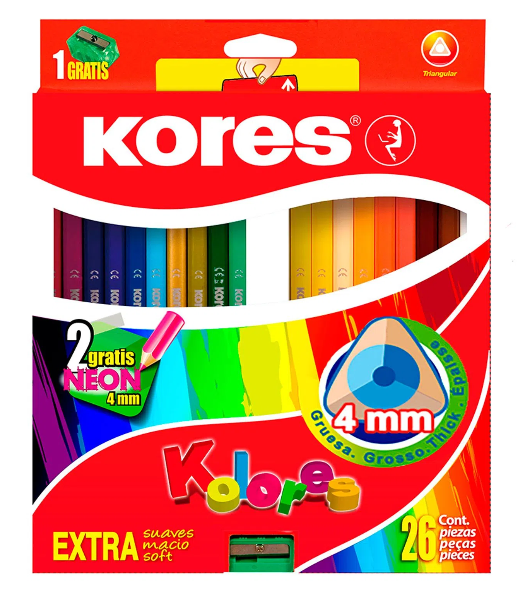 1 GRATIS
Triangular
KORES®
2 gratis
NEON
4 mm
4 mm
Gruesa. Grosso. Thick. Épaisse
Kolores
EXTRA suaves
macio
soft
26 Cont.
piezas
peças
pièces